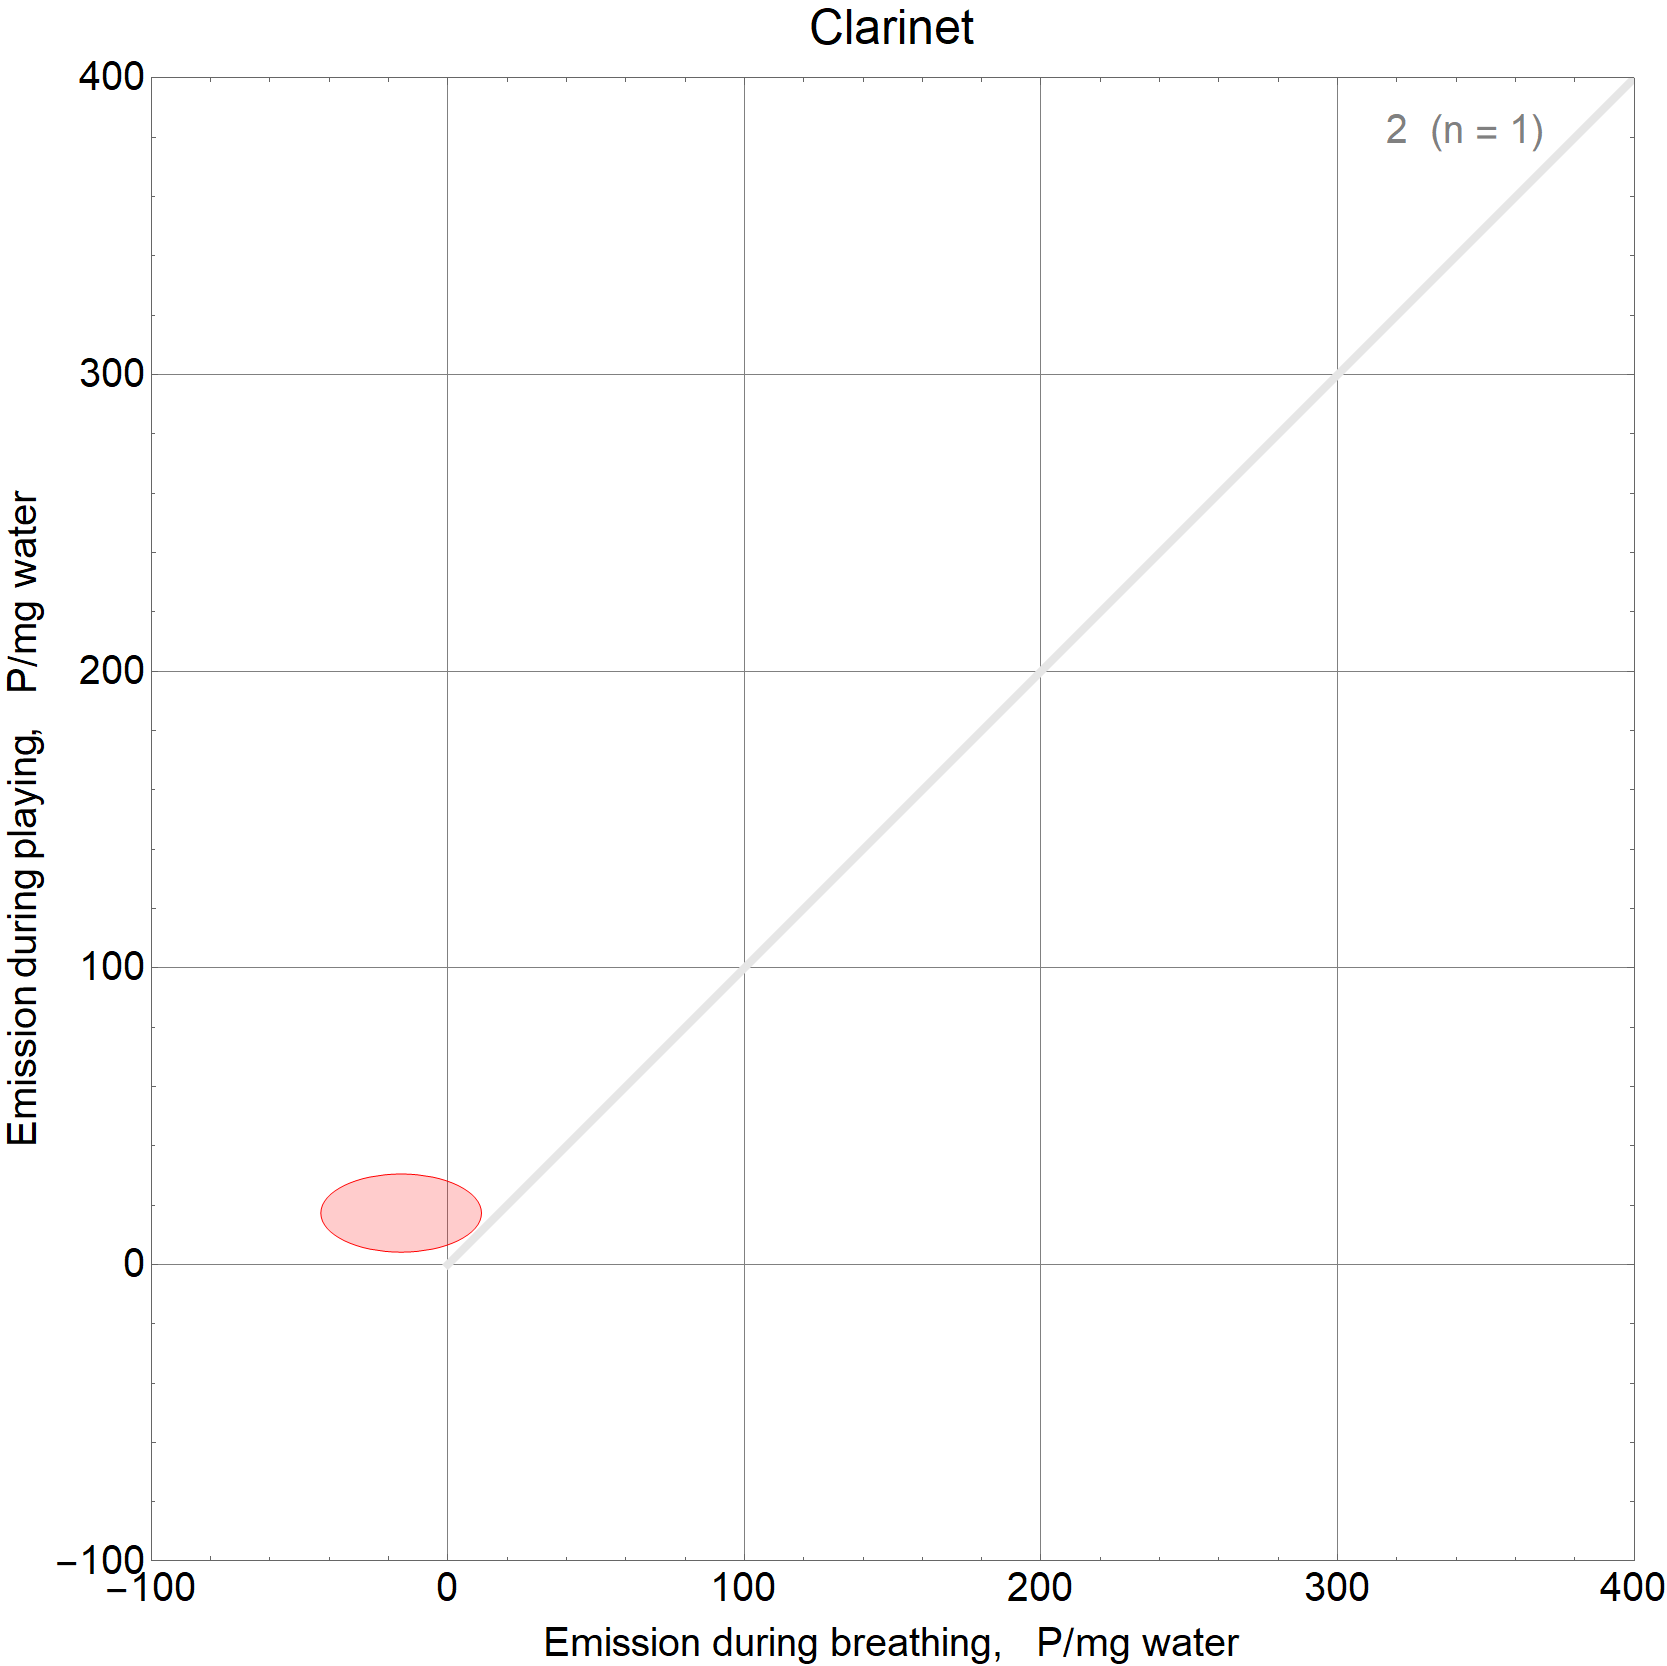 Clarinet
400
2 (n = 1)
300
200
100
0
−100
−100 0 100 200 300 400
Emission during breathing, P/mg water
Emission during playing, P/mg water